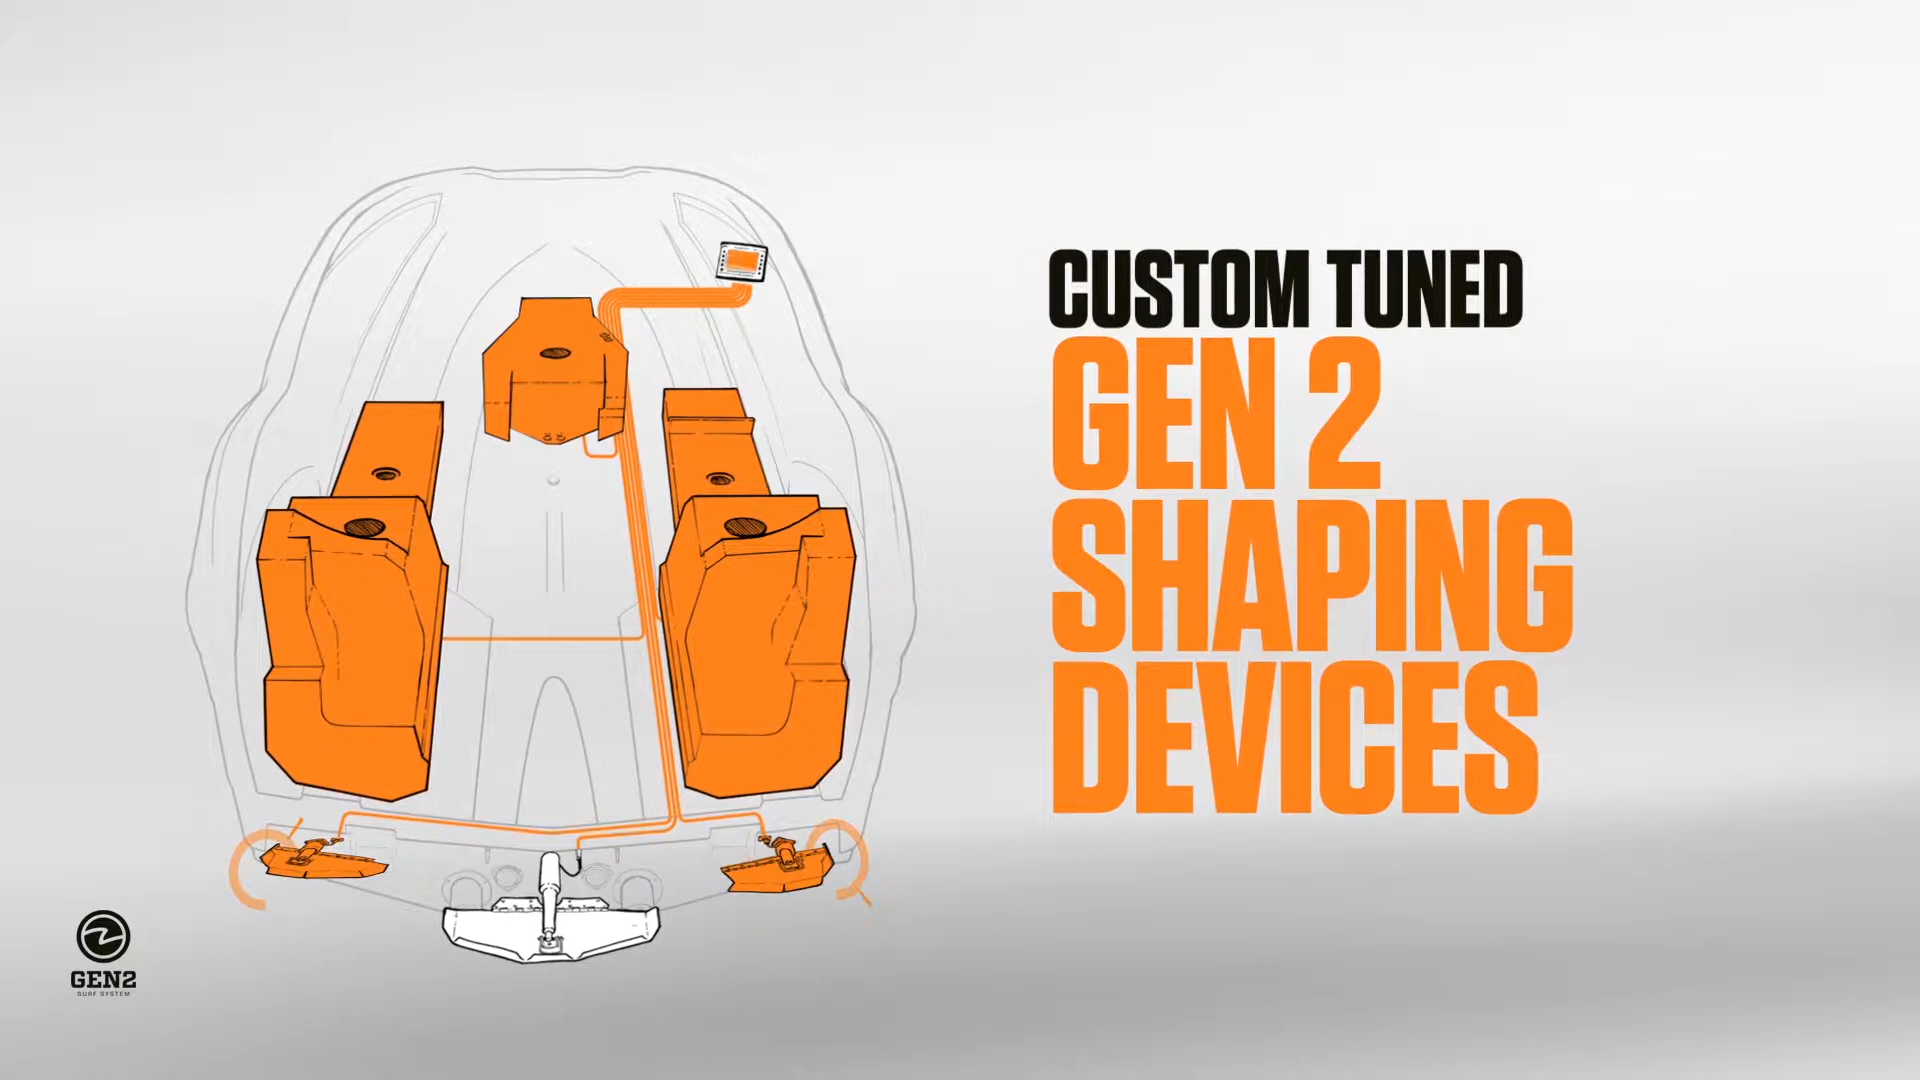 CUSTOM TUNED
GEN 2
SHAPING
DEVICES
GEN2
SURF SYSTEM